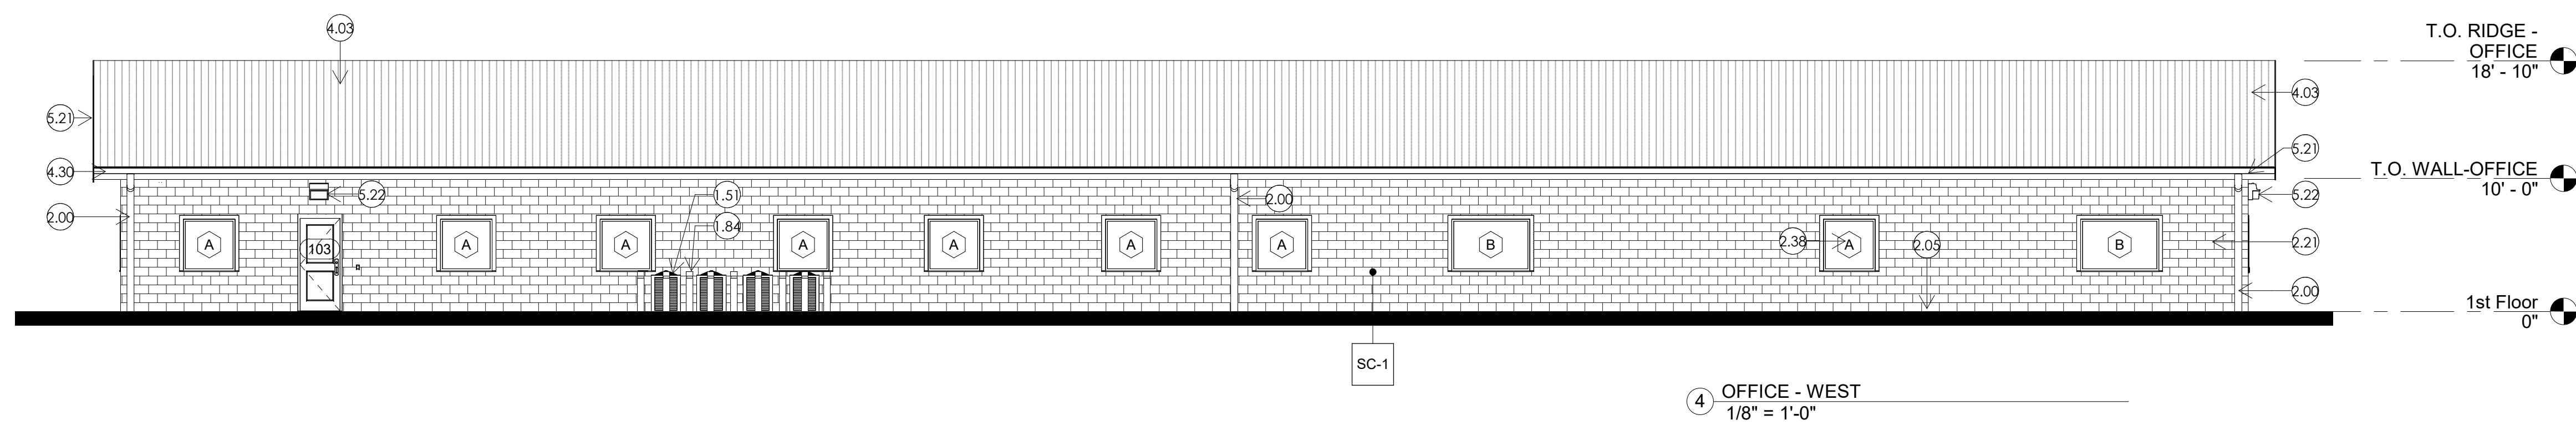 4.03
T.O. RIDGE -
OFFICE
18' - 10"
4.03
5.21
5.21
4.30
T.O. WALL-OFFICE
10' - 0"
5.22
1.51
5.22
2.00
2.00
1.84
A
103
A
A
A
A
A
A
B
2.38
A
2.05
B
2.21
2.00
1st Floor
0"
SC-1
4
OFFICE - WEST
1/8" = 1'-0"